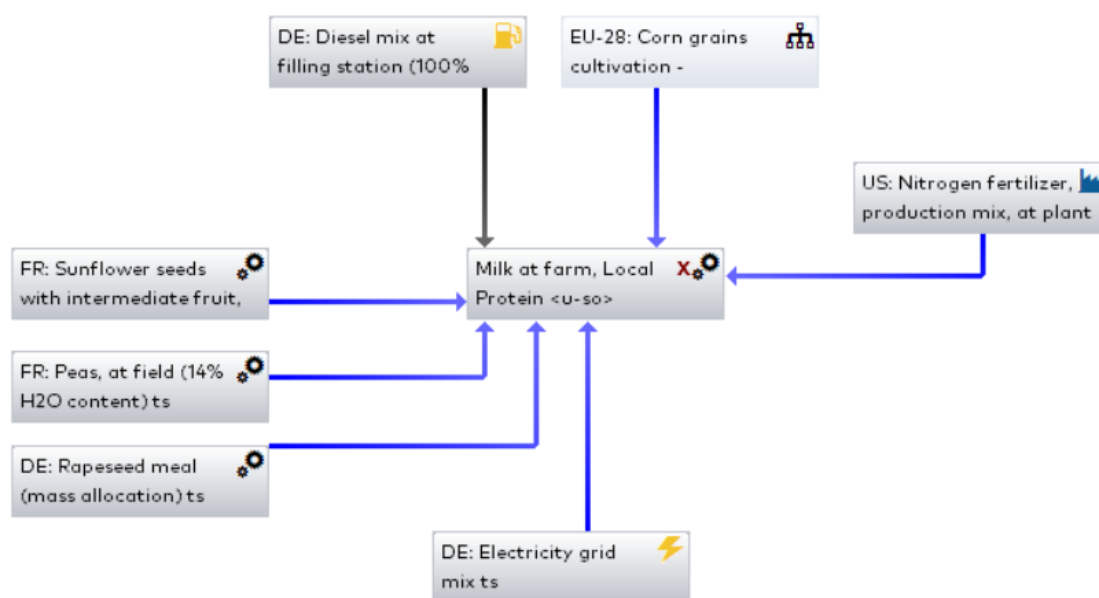 DE: Diesel mix at
filling station (100%
EU-28: Corn grains
cultivation -
US: Nitrogen fertilizer,
production mix, at plant
FR: Sunflower seeds
with intermediate fruit,
Milk at farm, Local
Protein <u-so>
X
FR: Peas, at field (14%
H2O content) ts
DE: Rapeseed meal
(mass allocation) ts
DE: Electricity grid
mix ts